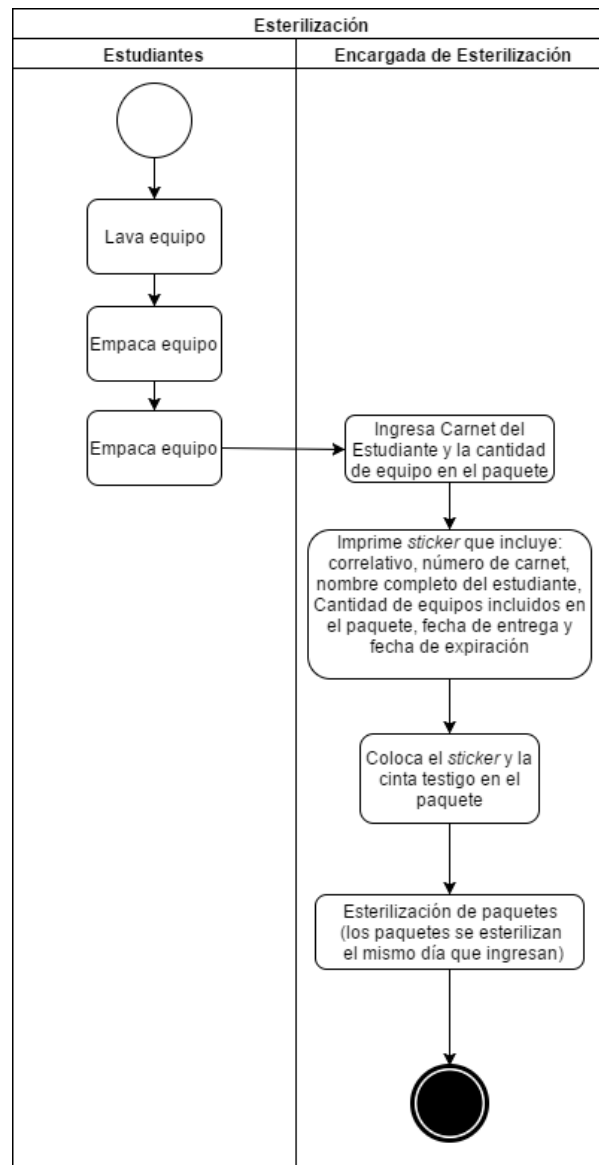 Esterilización
Estudiantes
Encargada de Esterilización
Lava equipo
Empaca equipo
Empaca equipo
Ingresa Carnet del
Estudiante y la cantidad
de equipo en el paquete
Imprime sticker que incluye:
correlativo, número de carnet,
nombre completo del estudiante,
Cantidad de equipos incluidos en
el paquete, fecha de entrega y
fecha de expiración
Coloca el sticker y la
cinta testigo en el
paquete
Esterilización de paquetes
(los paquetes se esterilizan
el mismo día que ingresan)